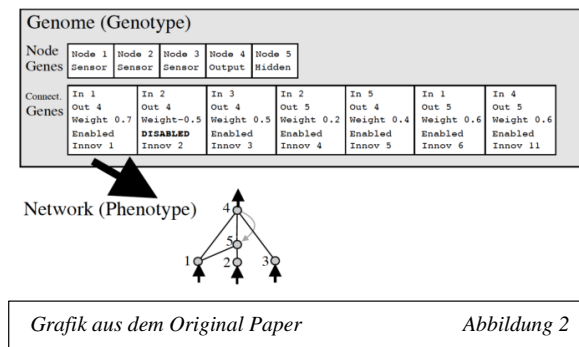 Genome (Genotype)
Node Genes
Node 1 Sensor
Node 2 Sensor
Node 3 Sensor
Node 4 Output
Node 5 Hidden
Connect. Genes
In 1
Out 4
Weight 0.7
Enabled
Innov 1
In 2
Out 4
Weight-0.5
DISABLED
Innov 2
In 3
Out 4
Weight 0.5
Enabled
Innov 3
In 2
Out 5
Weight 0.2
Enabled
Innov 4
In 5
Out 4
Weight 0.4
Enabled
Innov 5
In 1
Out 5
Weight 0.6
Enabled
Innov 6
In 4
Out 5
Weight 0.6
Enabled
Innov 11
Network (Phenotype)
4
5
1
2
3
Grafik aus dem Original Paper
Abbildung 2